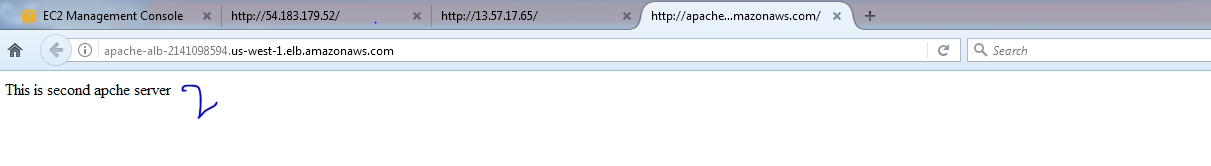 EC2 Management Console
http://54.183.179.52/
http://13.57.17.65/
http://apache...mazonaws.com/
apache-alb-2141098594.us-west-1.elb.amazonaws.com
Search
This is second apche server 2